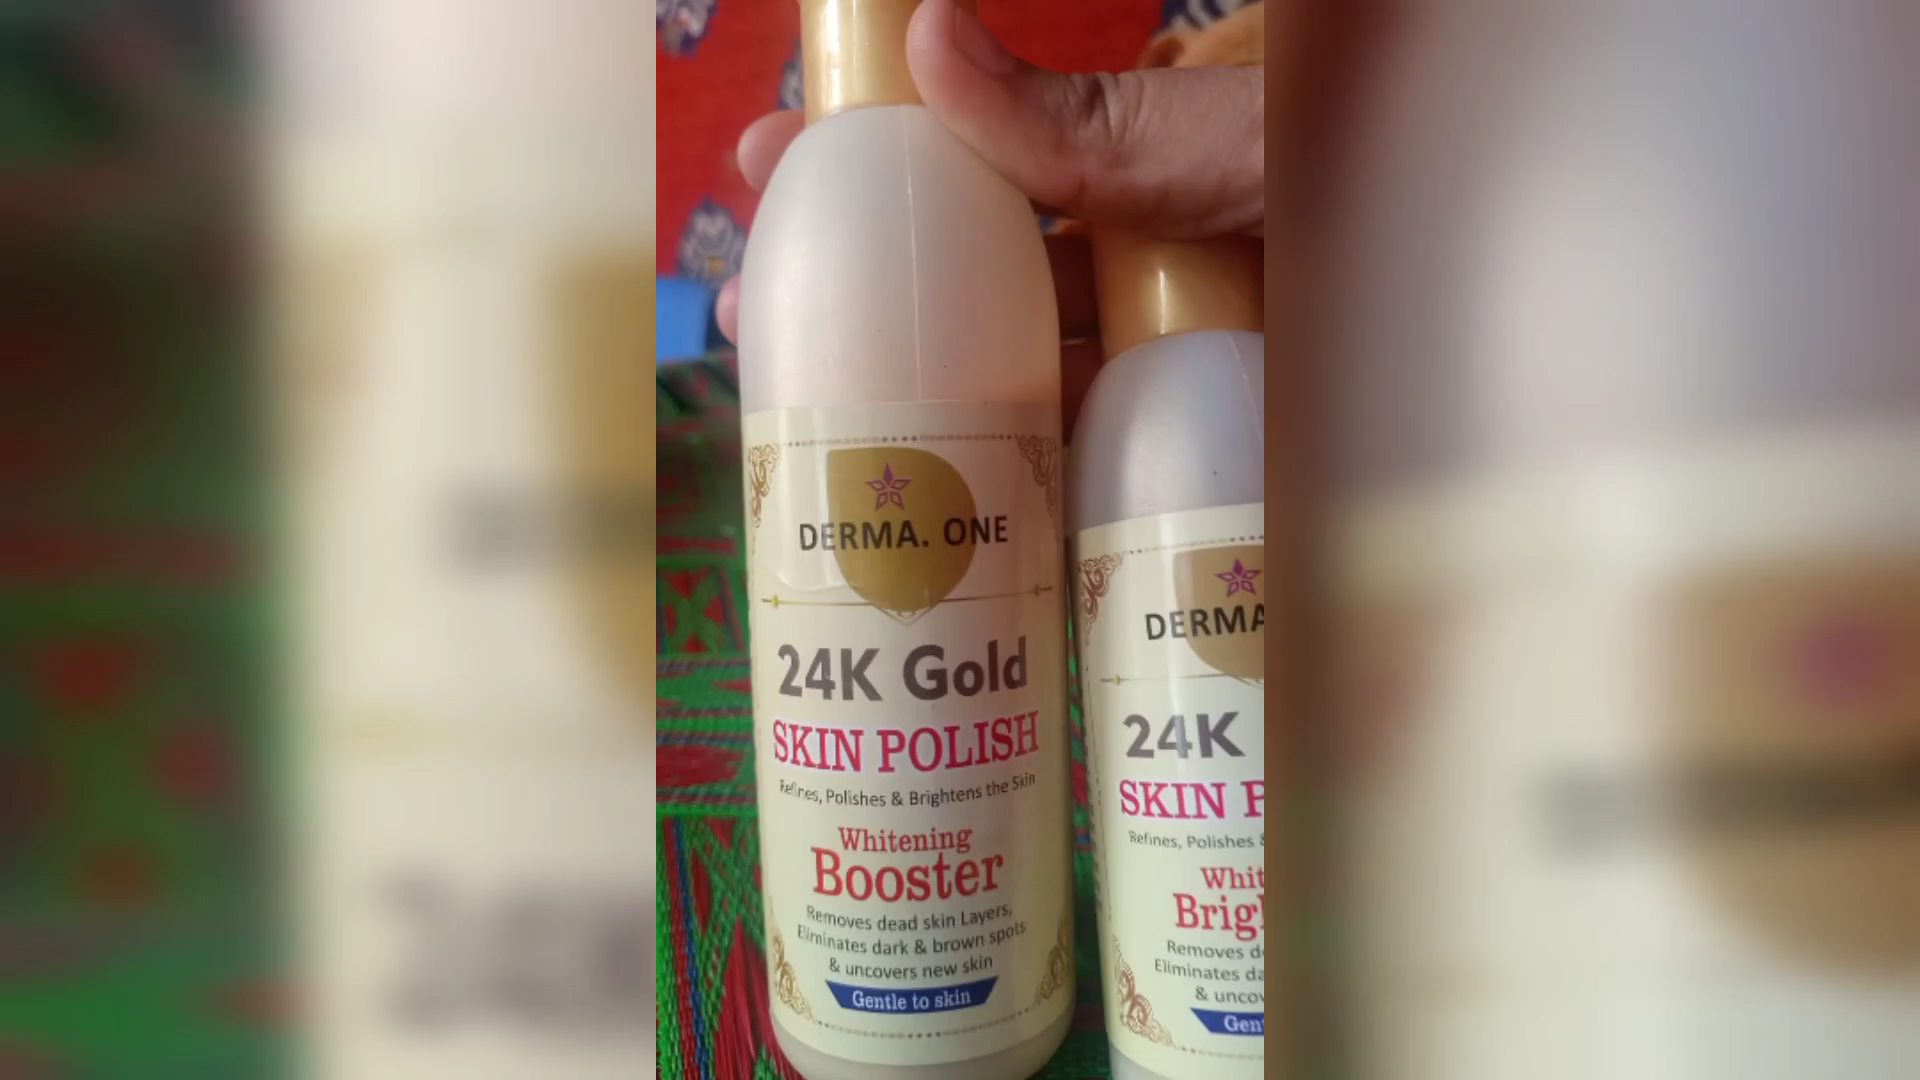 DERMA. ONE
24K Gold
SKIN POLISH
Refines, Polishes & Brightens the Skin
Whitening
Booster
Removes dead skin Layers,
Eliminates dark & brown spots
& uncovers new skin
Gentle to skin
DERMA
24K
SKIN P
Refines, Polishes &
Whit
Brigh
Removes de
Eliminates da
& uncov
Gen